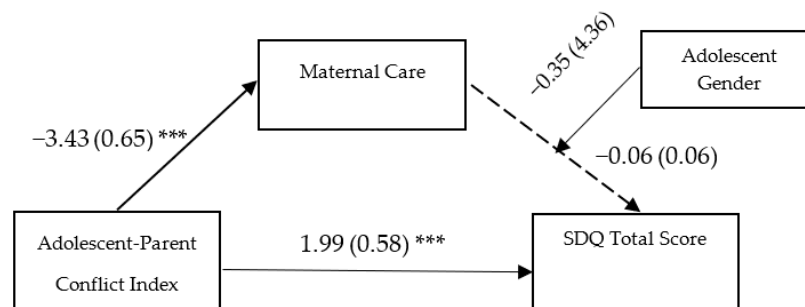 Maternal Care
−0.35 (4.36)
Adolescent
Gender
−3.43 (0.65) ***
−0.06 (0.06)
Adolescent-Parent
Conflict Index
1.99 (0.58) ***
SDQ Total Score